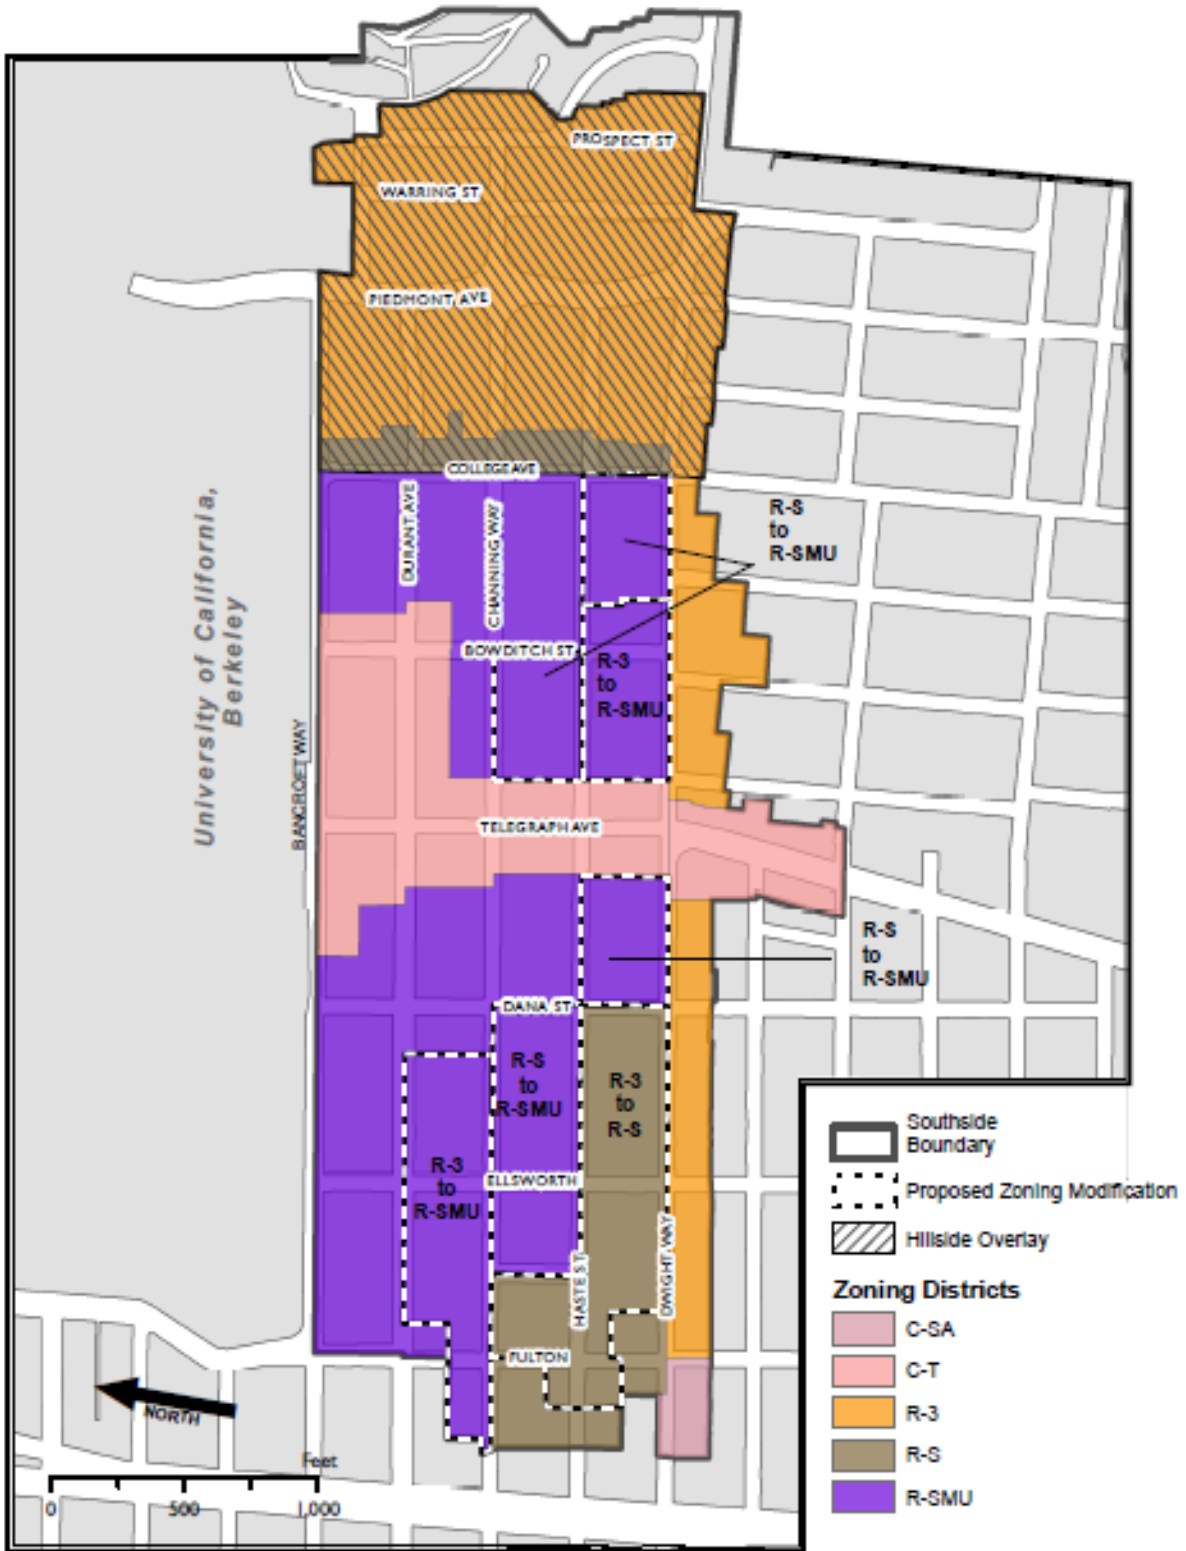 PROSPECT ST
WARRING ST
PIEDMONT AVE
COLLEGE AVE
DURANT AVE
CHANNING WAY
R-S
to
R-SMU
BOWDITCH ST
R-3
to
R-SMU
University of California,
Berkeley
BANCROFT WAY
TELEGRAPH AVE
R-S
to
R-SMU
DANA ST
R-S
to
R-SMU
R-3
to
R-S
R-3
to
R-SMU
ELLSWORTH
HASTE ST
DWIGHT WAY
FULTON
NORTH
Feet
0 500 1,000
Southside
Boundary
Proposed Zoning Modification
Hillside Overlay
Zoning Districts
C-SA
C-T
R-3
R-S
R-SMU